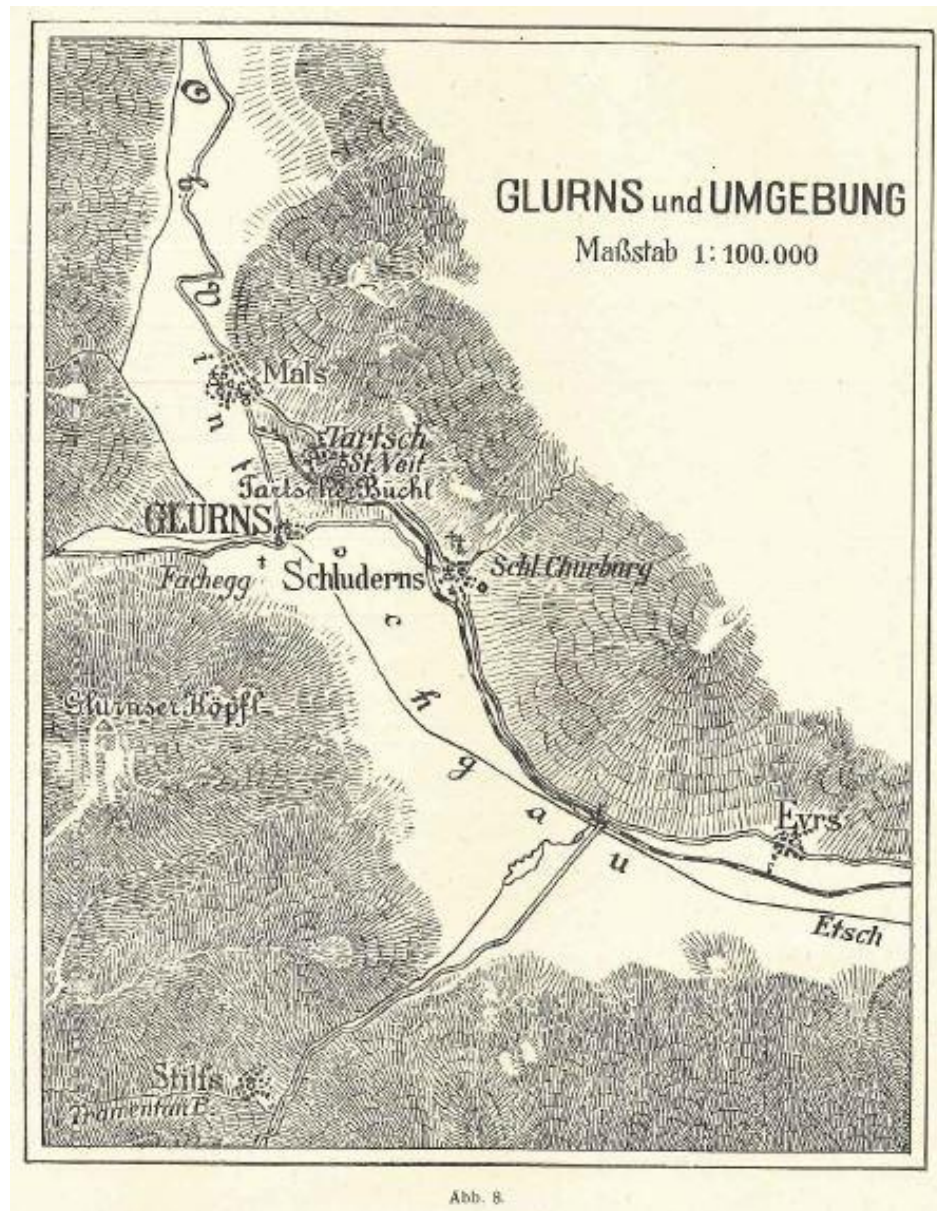 GLURNS und UMGEBUNG
Maßstab 1:100.000
Ob. Vintschgau
Mals
Tartsch
St. Veit
Tartscher Büchl
GLURNS
Fachegg
Schluderns
Schl. Churburg
Glurnser Köpfl
Eyrs
Etsch
Stilfs
Abb. 8.